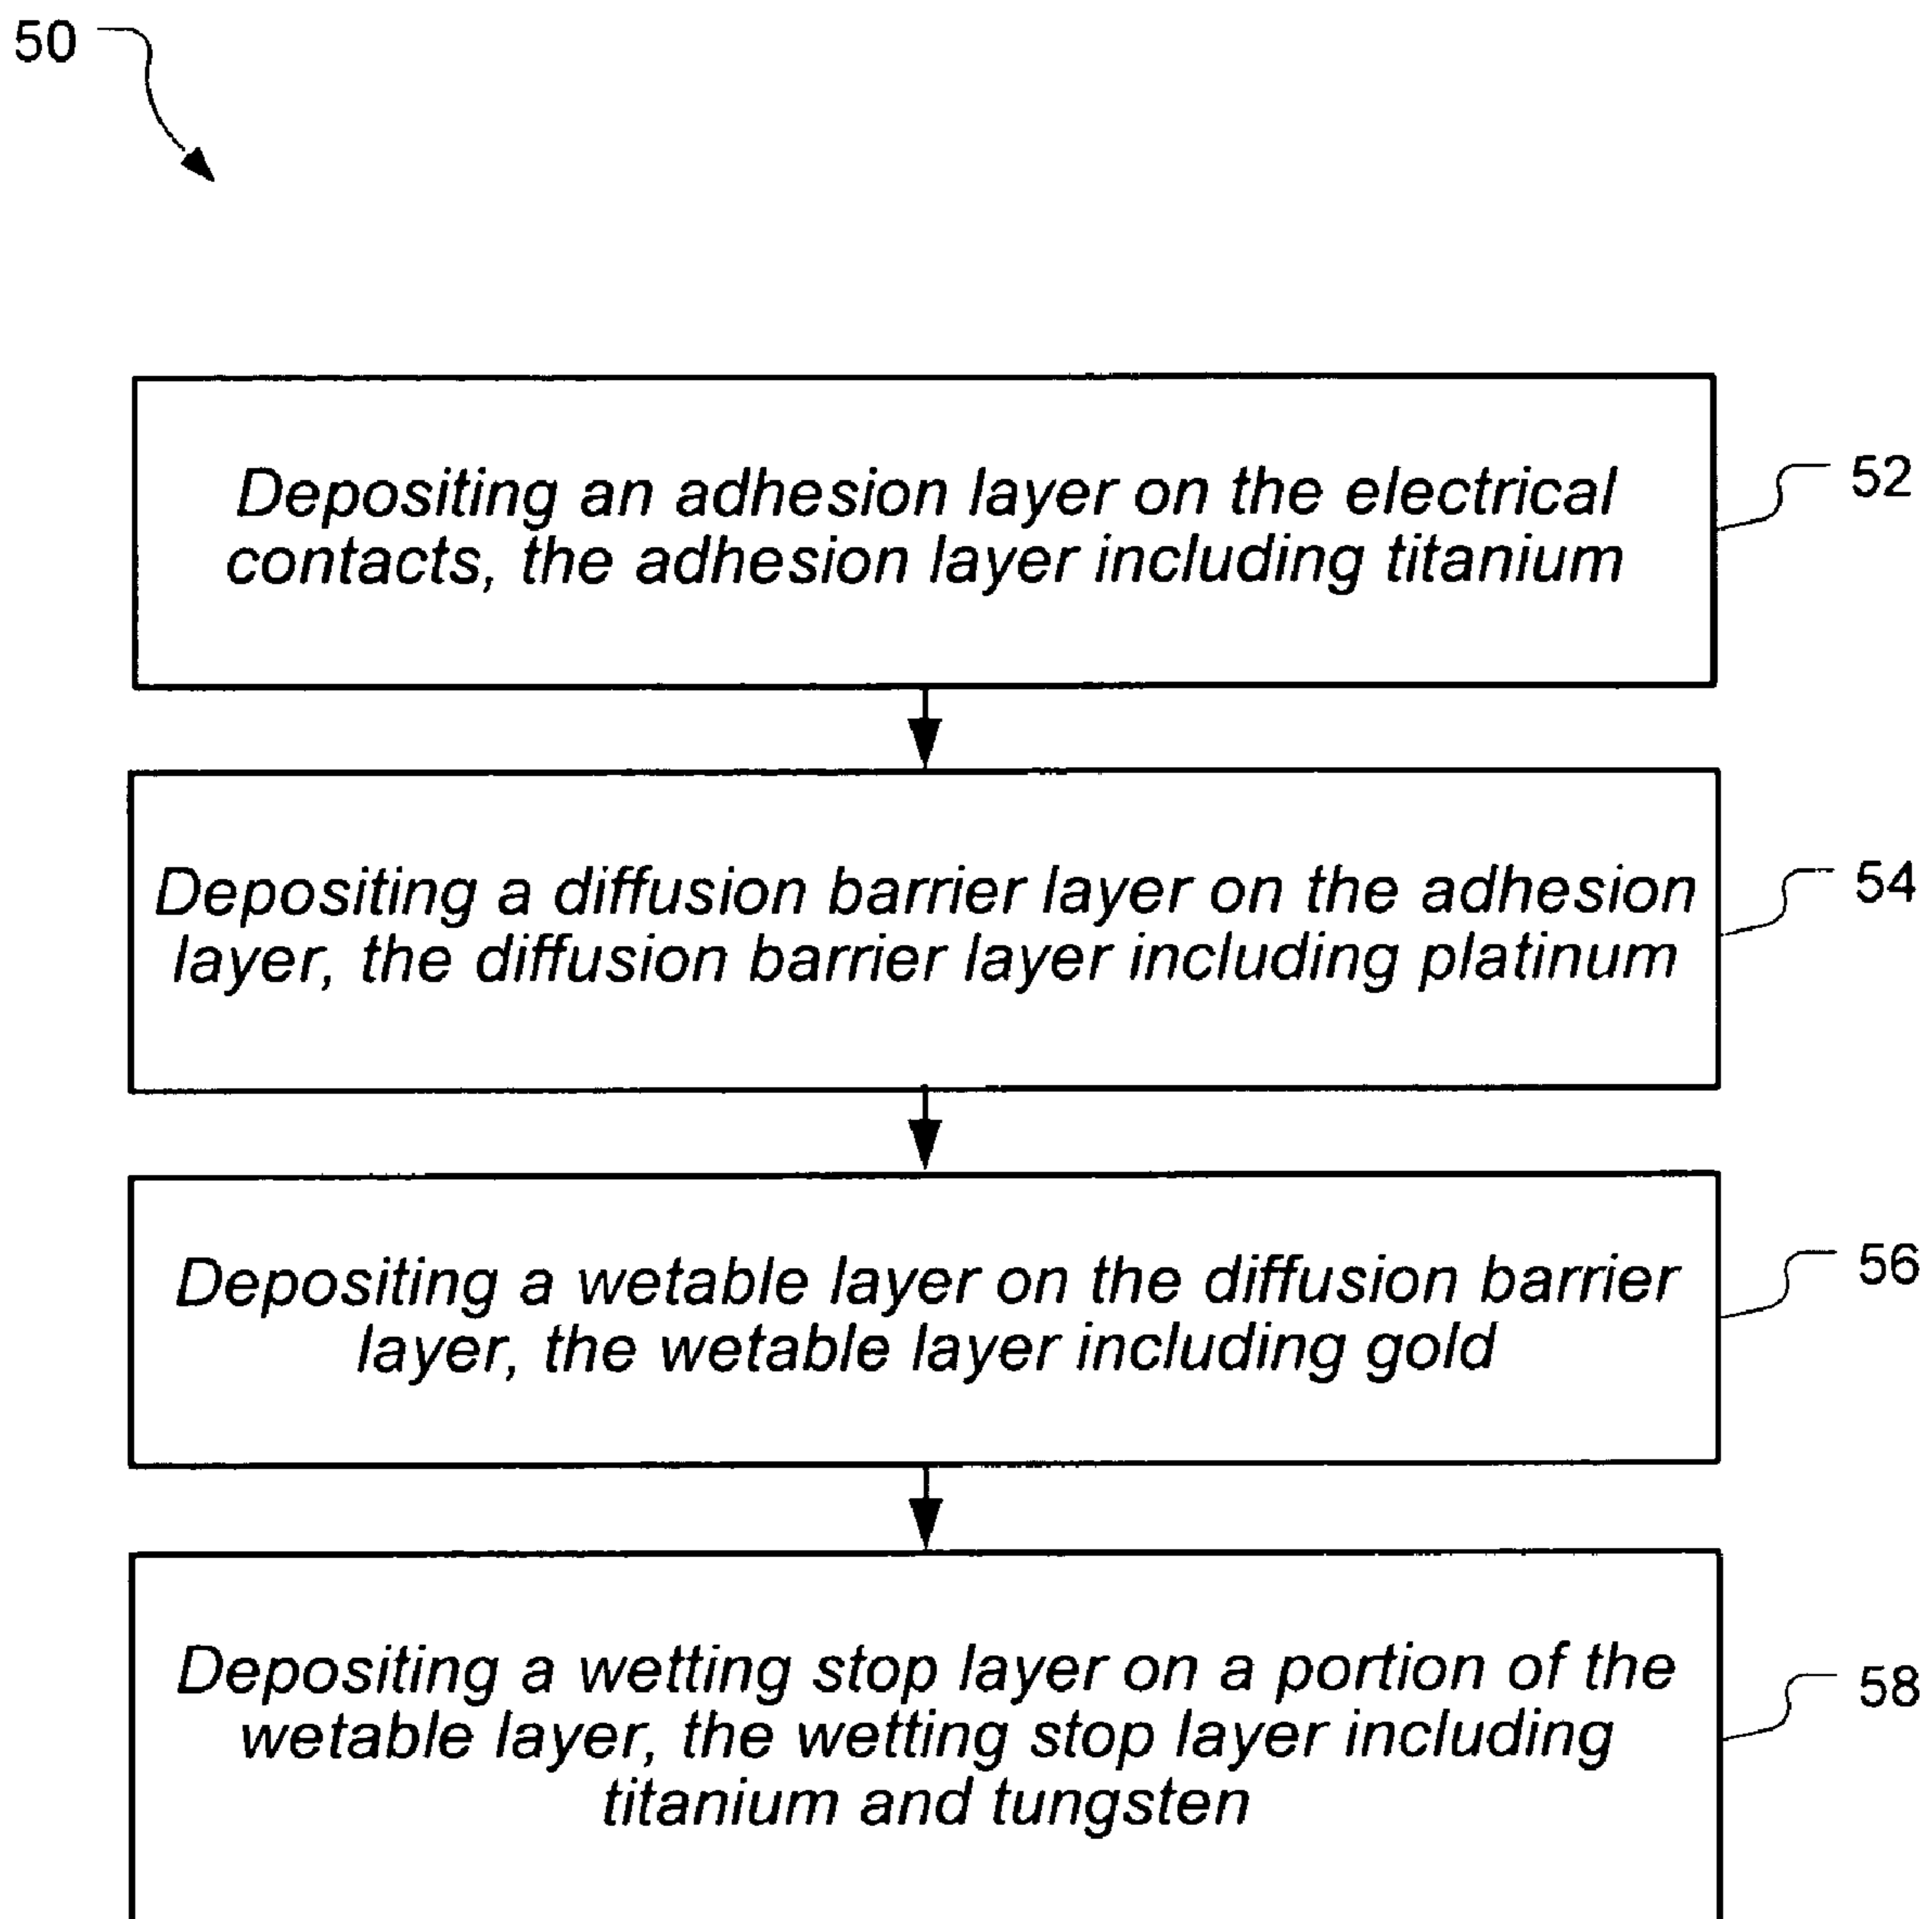 50
Depositing an adhesion layer on the electrical
contacts, the adhesion layer including titanium
52
Depositing a diffusion barrier layer on the adhesion
layer, the diffusion barrier layer including platinum
54
Depositing a wetable layer on the diffusion barrier
layer, the wetable layer including gold
56
Depositing a wetting stop layer on a portion of the
wetable layer, the wetting stop layer including
titanium and tungsten
58